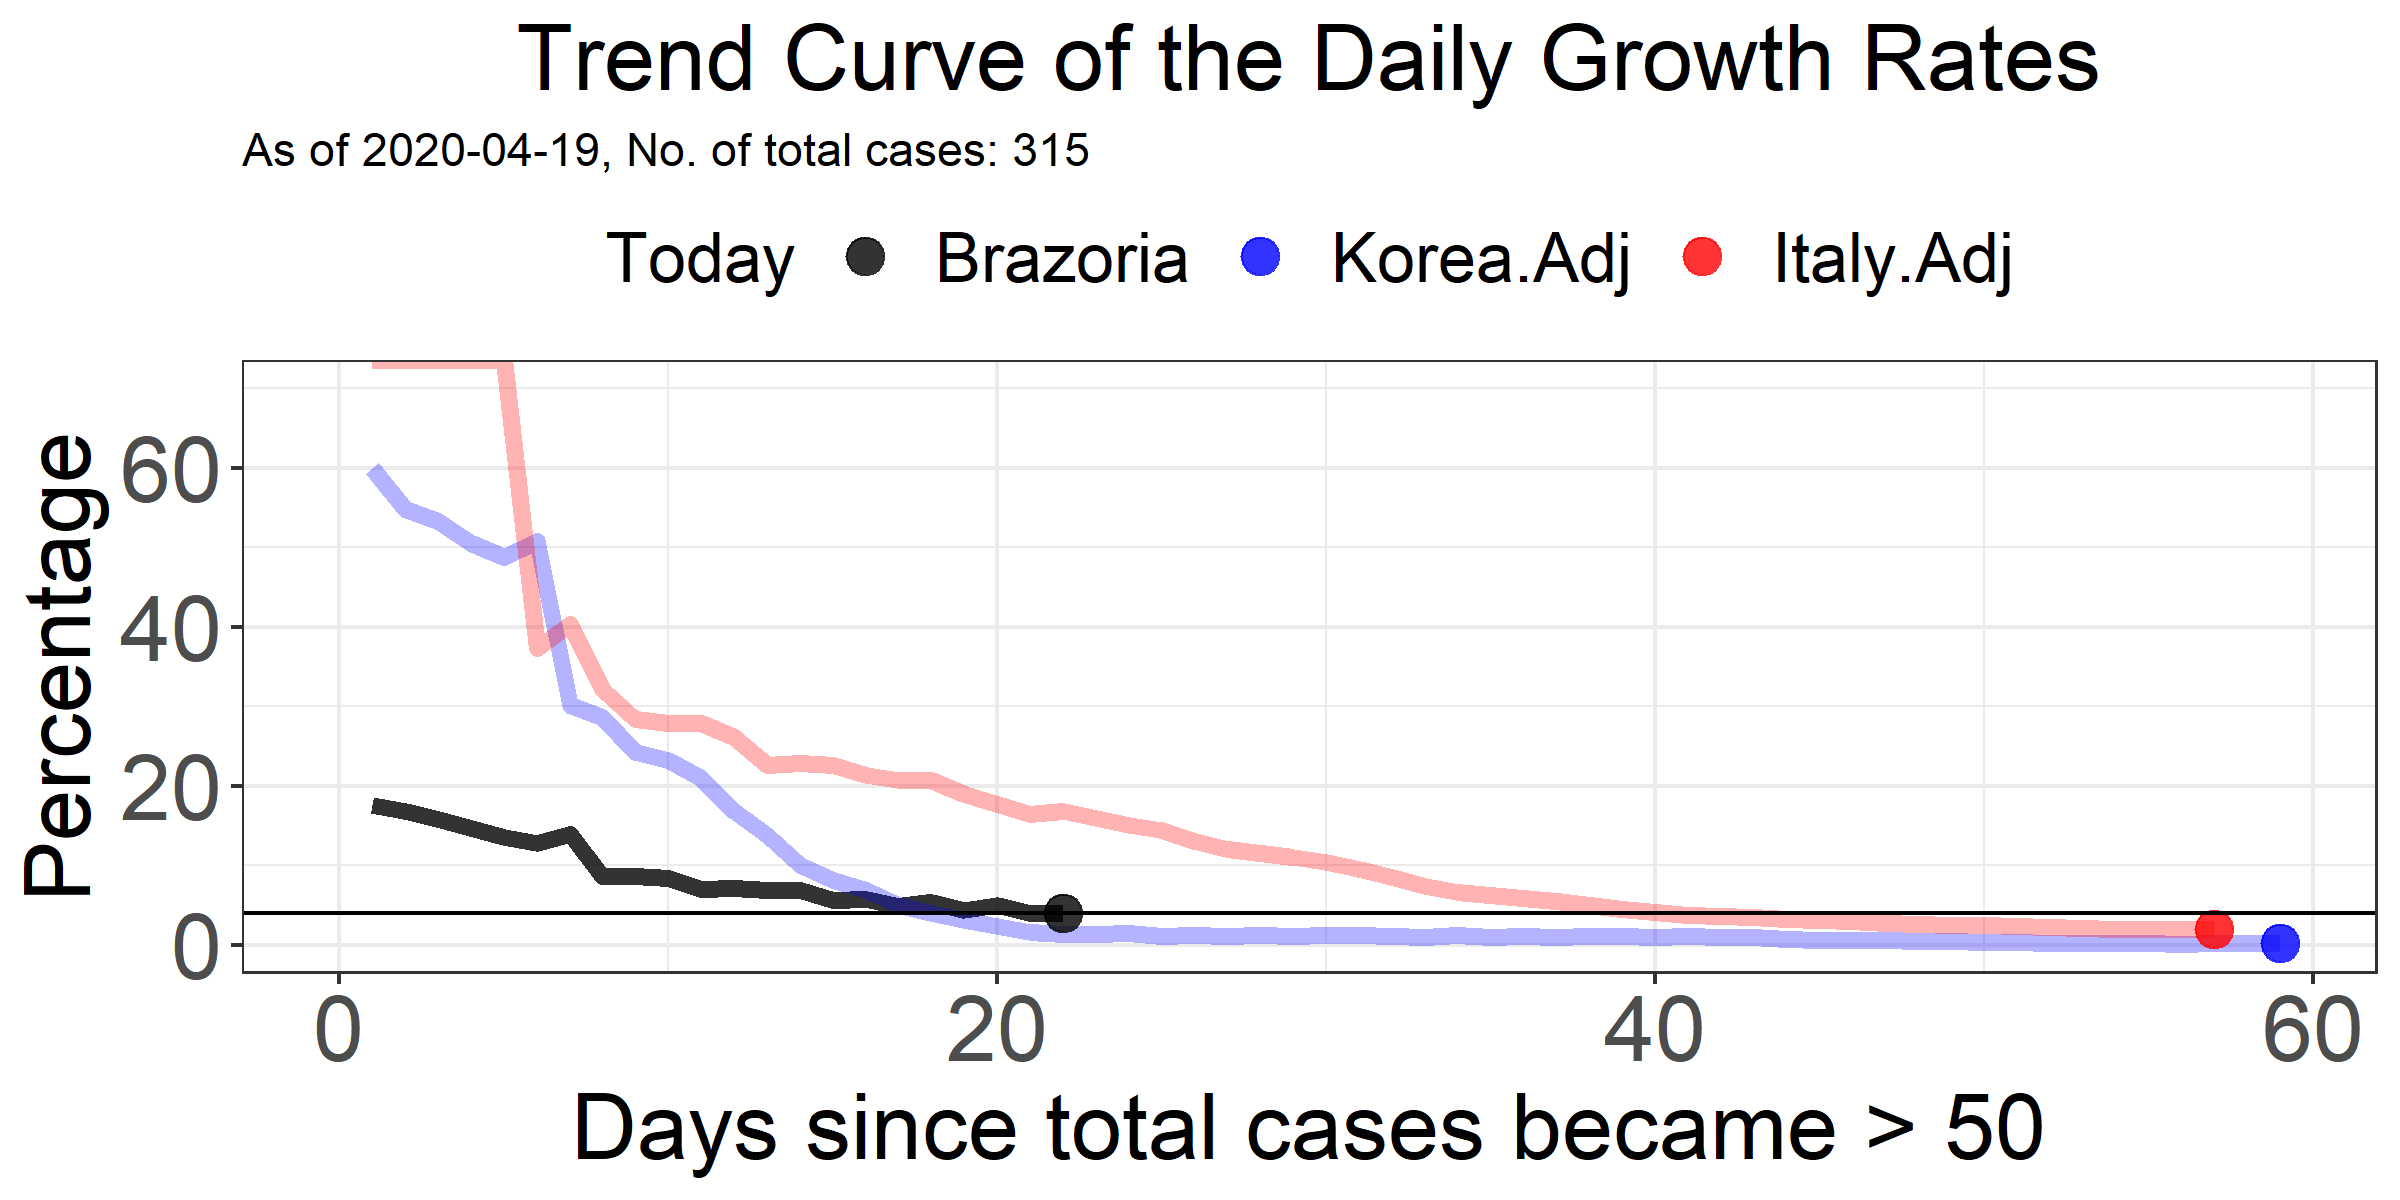 Trend Curve of the Daily Growth Rates
As of 2020-04-19, No. of total cases: 315
Today Brazoria Korea.Adj Italy.Adj
Percentage
60
40
20
0
0 20 40 60
Days since total cases became > 50